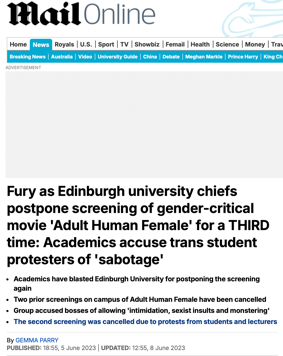 Mail Online
Home News Royals U.S. Sport TV Showbiz Femail Health Science Money
Breaking News Australia Video University Guide China Debate Meghan Markle Prince Harry
ADVERTISEMENT
Fury as Edinburgh university chiefs
postpone screening of gender-critical
movie 'Adult Human Female' for a THIRD
time: Academics accuse trans student
protesters of 'sabotage'
Academics have blasted Edinburgh University for postponing the screening
again
Two prior screenings on campus of Adult Human Female have been cancelled
Group accused bosses of allowing 'intimidation, sexist insults and monstering'
The second screening was cancelled due to protests from students and lecturers
By GEMMA PARRY
PUBLISHED: 18:55, 5 June 2023 | UPDATED: 12:55, 8 June 2023